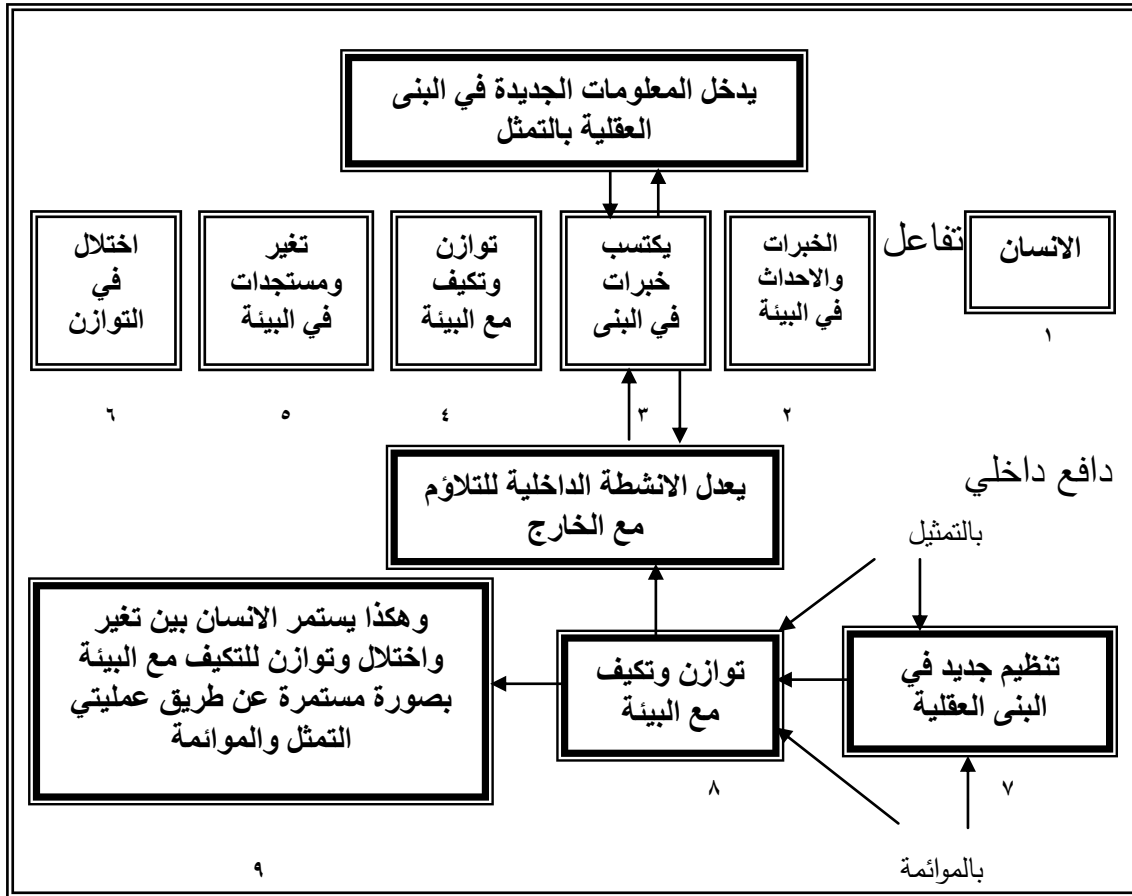 يدخل المعلومات الجديدة في البنى
العقلية بالتمثل
الانسان
١
تفاعل
الخبرات
والاحداث
في البيئة
٢
يكتسب
خبرات
في البنى
٣
توازن
وتكيف
مع البيئة
٤
تغير
ومستجدات
في البيئة
٥
اختلال
في
التوازن
٦
دافع داخلي
يعدل الانشطة الداخلية للتلاؤم
مع الخارج
بالتمثيل
تنظيم جديد في
البنى العقلية
٧
توازن وتكيف
مع البيئة
٨
وهكذا يستمر الانسان بين تغير
واختلال وتوازن للتكيف مع البيئة
بصورة مستمرة عن طريق عمليتي
التمثل والموائمة
٩
بالموائمة